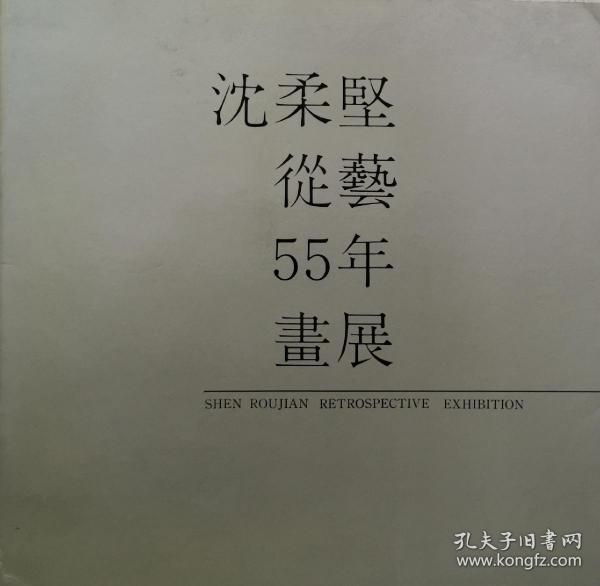 沈柔堅
從藝
55年
畫展
SHEN ROUJIAN RETROSPECTIVE EXHIBITION
孔夫子旧書网
www.kongfz.com